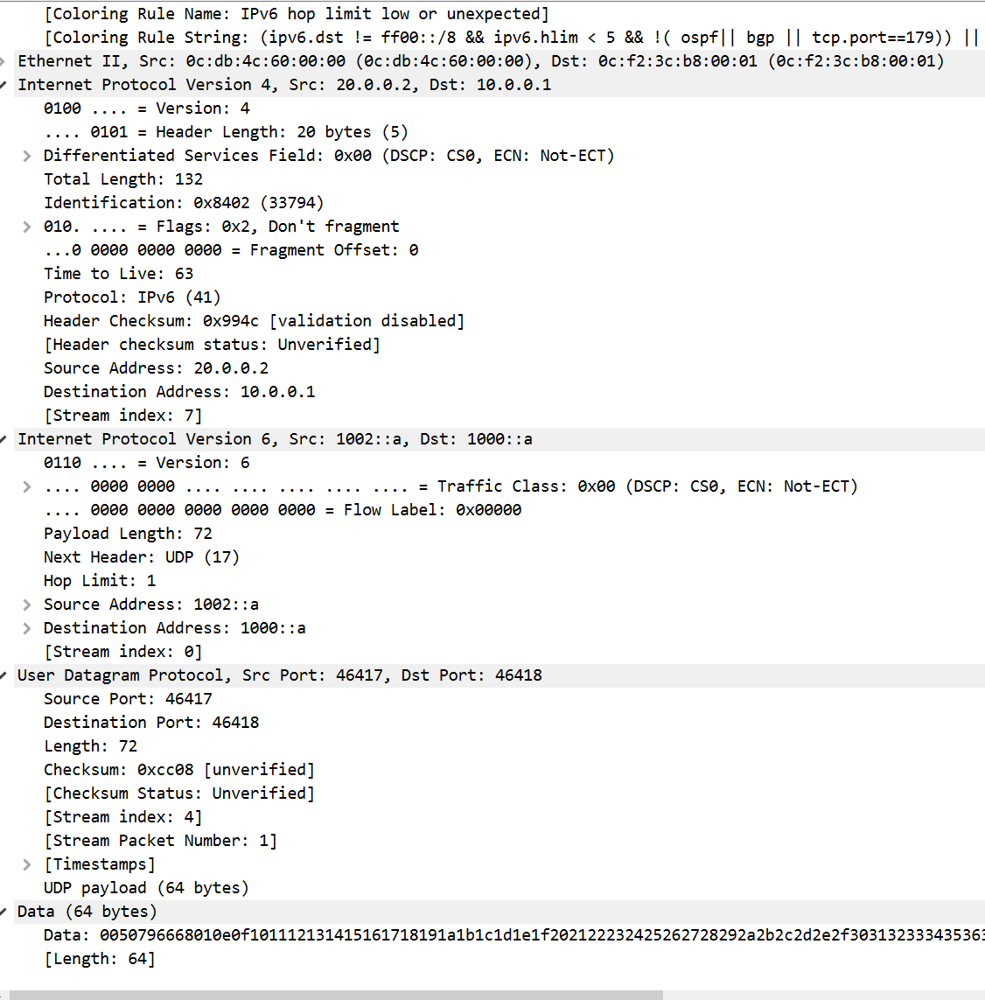 [Coloring Rule Name: IPv6 hop limit low or unexpected]
[Coloring Rule String: (ipv6.dst != ff00::/8 && ipv6.hlim < 5 && !( ospf|| bgp || tcp.port==179)) ||
Ethernet II, Src: 0c:db:4c:60:00:00 (0c:db:4c:60:00:00), Dst: 0c:f2:3c:b8:00:01 (0c:f2:3c:b8:00:01)
Internet Protocol Version 4, Src: 20.0.0.2, Dst: 10.0.0.1
0100 .... = Version: 4
.... 0101 = Header Length: 20 bytes (5)
Differentiated Services Field: 0x00 (DSCP: CS0, ECN: Not-ECT)
Total Length: 132
Identification: 0x8402 (33794)
010. .... = Flags: 0x2, Don't fragment
...0 0000 0000 0000 = Fragment Offset: 0
Time to Live: 63
Protocol: IPv6 (41)
Header Checksum: 0x994c [validation disabled]
[Header checksum status: Unverified]
Source Address: 20.0.0.2
Destination Address: 10.0.0.1
[Stream index: 7]
Internet Protocol Version 6, Src: 1002::a, Dst: 1000::a
0110 .... = Version: 6
.... 0000 0000 .... .... .... .... .... = Traffic Class: 0x00 (DSCP: CS0, ECN: Not-ECT)
.... 0000 0000 0000 0000 0000 = Flow Label: 0x00000
Payload Length: 72
Next Header: UDP (17)
Hop Limit: 1
Source Address: 1002::a
Destination Address: 1000::a
[Stream index: 0]
User Datagram Protocol, Src Port: 46417, Dst Port: 46418
Source Port: 46417
Destination Port: 46418
Length: 72
Checksum: 0xcc08 [unverified]
[Checksum Status: Unverified]
[Stream index: 4]
[Stream Packet Number: 1]
[Timestamps]
UDP payload (64 bytes)
Data (64 bytes)
Data: 0050796668010e0f101112131415161718191a1b1c1d1e1f202122232425262728292a2b2c2d2e2f303132333435363
[Length: 64]